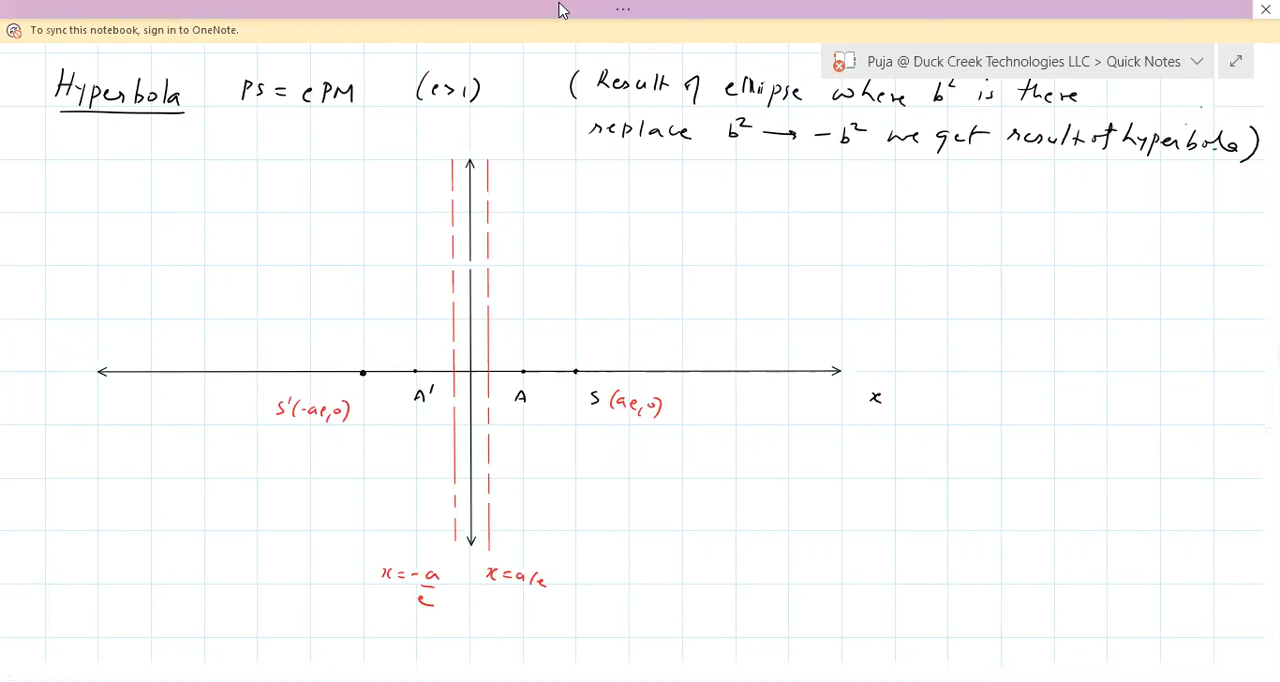 ...
To sync this notebook, sign in to OneNote.
Puja @ Duck Creek Technologies LLC > Quick Notes
Hyperbola PS = ePM (e>1) (Result of ellipse where b² is there
replace b² → -b² we get result of hyperbola)
A' A S (ae,0) x
S'(-ae,0)
x=-a/e x=a/e